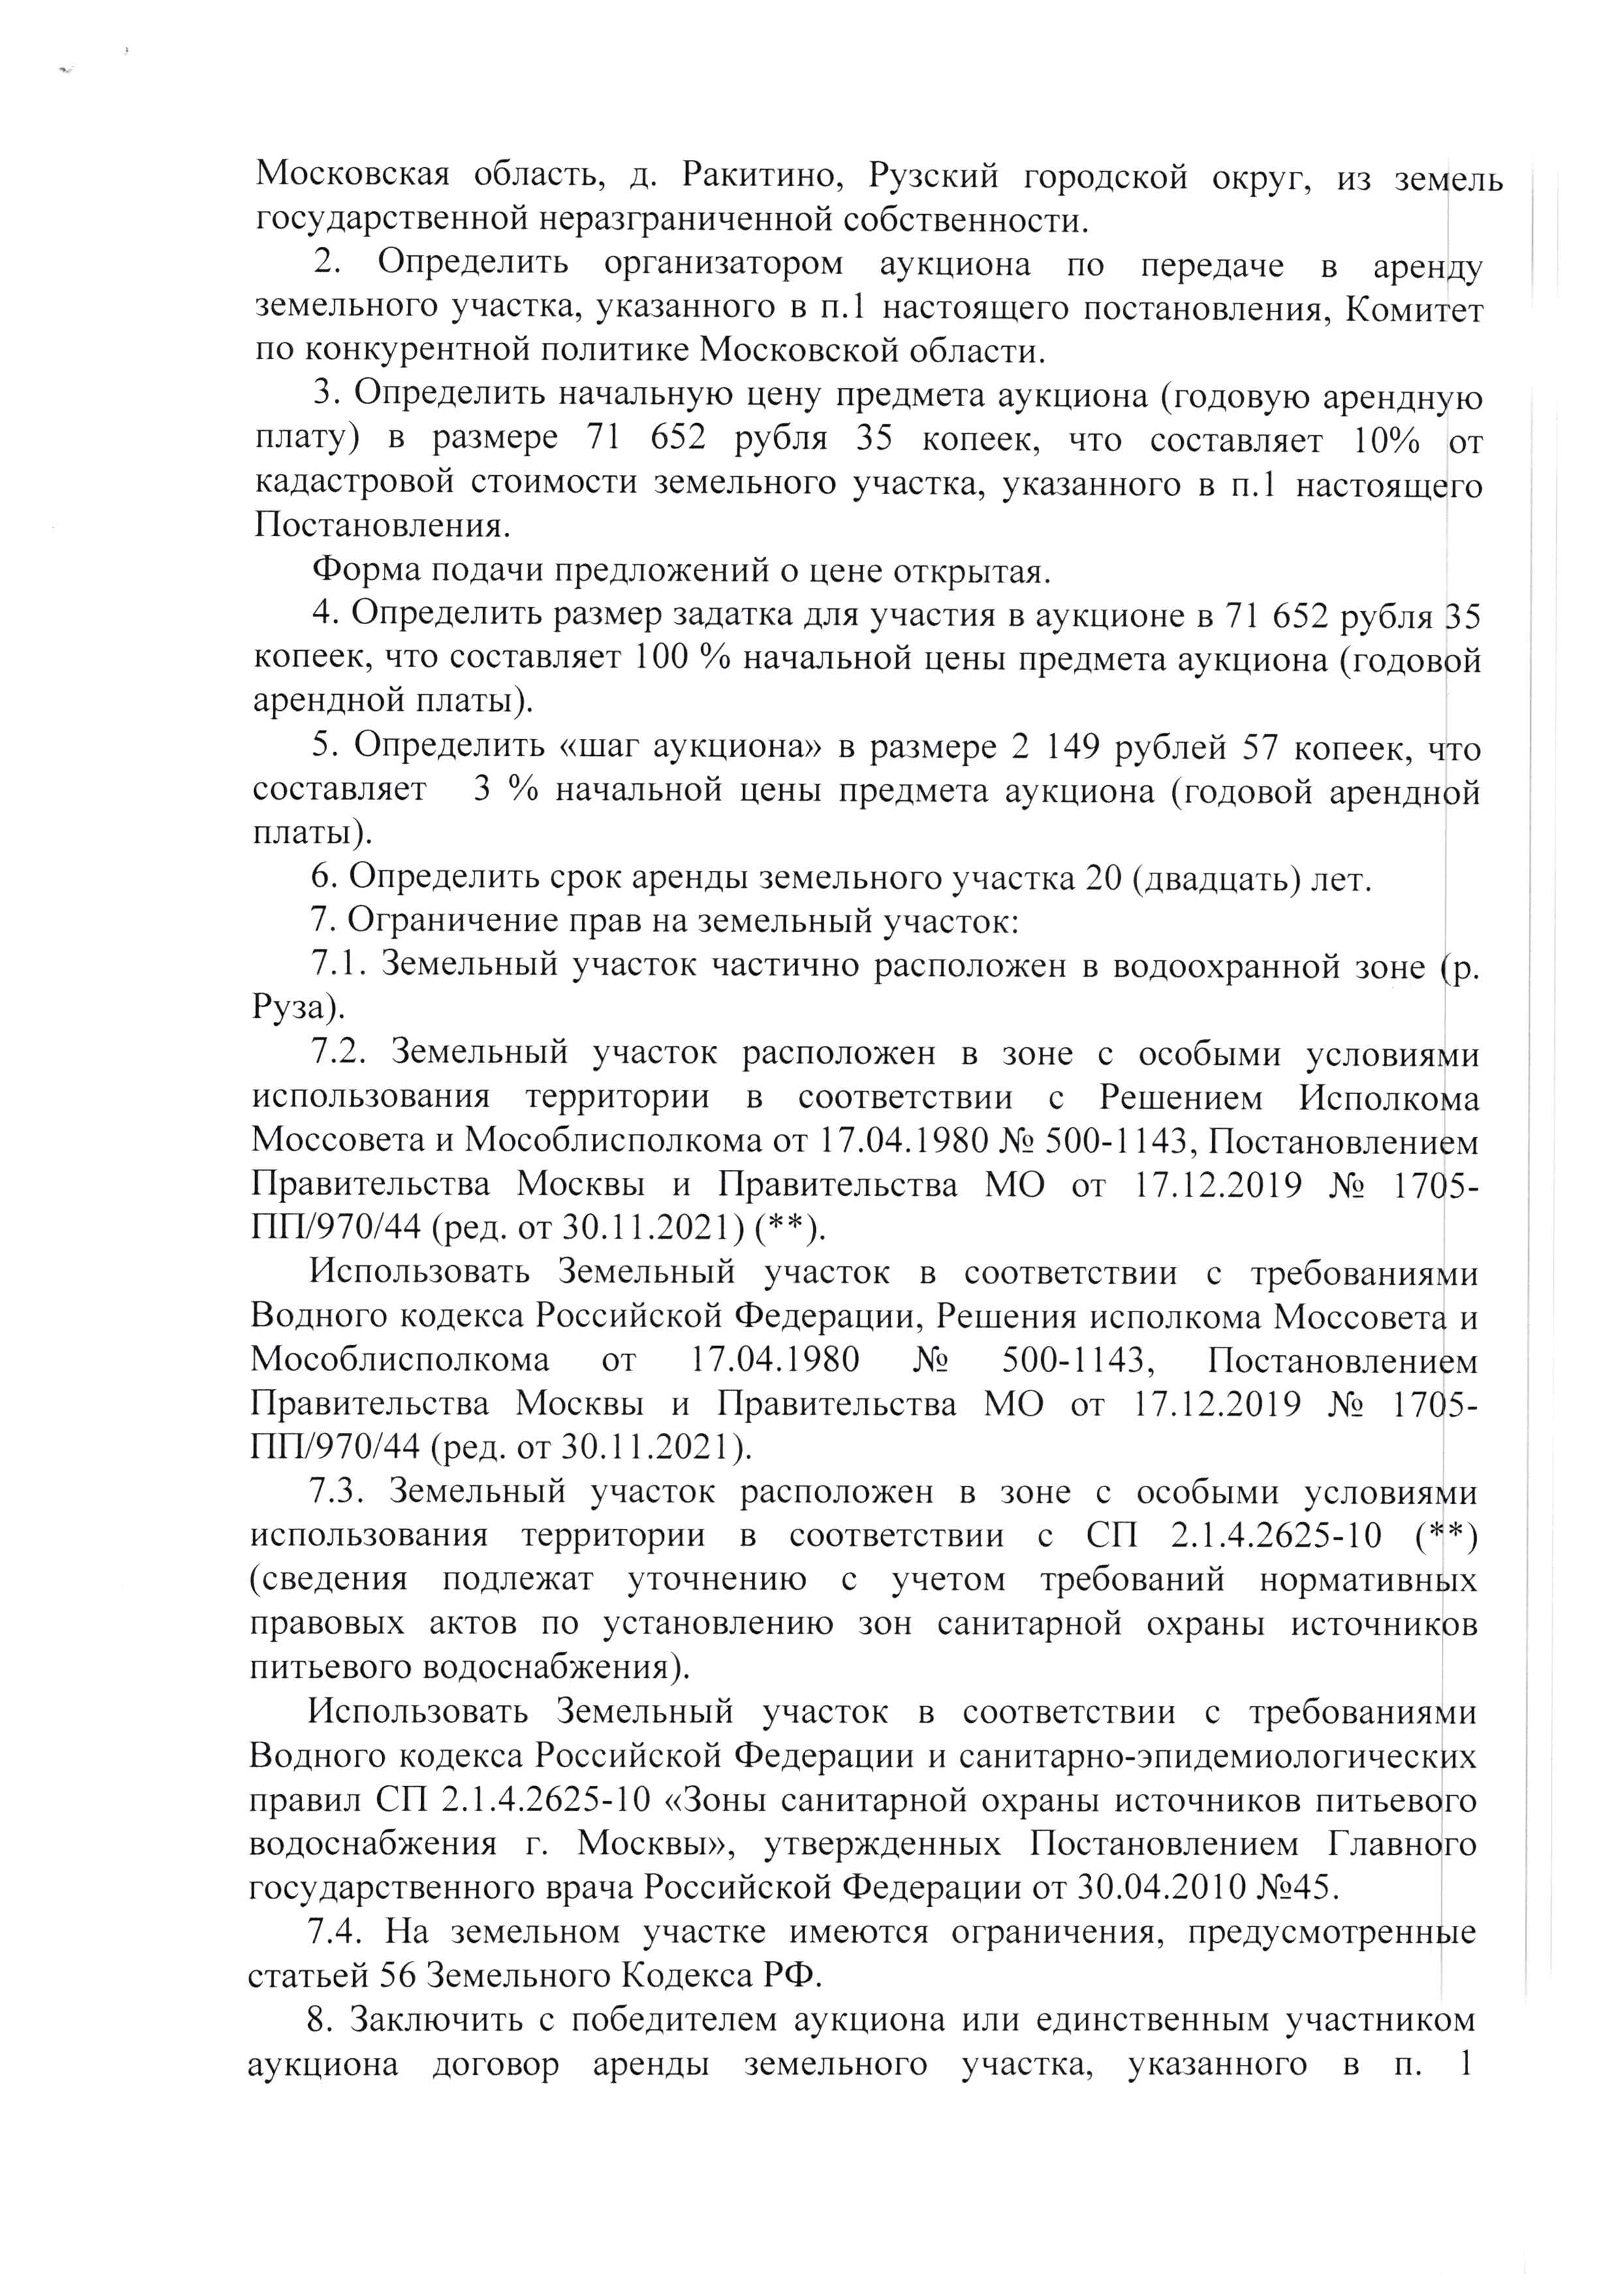 Московская область, д. Ракитино, Рузский городской округ, из земель
государственной неразграниченной собственности.
2. Определить организатором аукциона по передаче в аренду
земельного участка, указанного в п.1 настоящего постановления, Комитет
по конкурентной политике Московской области.
3. Определить начальную цену предмета аукциона (годовую арендную
плату) в размере 71 652 рубля 35 копеек, что составляет 10% от
кадастровой стоимости земельного участка, указанного в п.1 настоящего
Постановления.
Форма подачи предложений о цене открытая.
4. Определить размер задатка для участия в аукционе в 71 652 рубля 35
копеек, что составляет 100 % начальной цены предмета аукциона (годовой
арендной платы).
5. Определить «шаг аукциона» в размере 2 149 рублей 57 копеек, что
составляет 3 % начальной цены предмета аукциона (годовой арендной
платы).
6. Определить срок аренды земельного участка 20 (двадцать) лет.
7. Ограничение прав на земельный участок:
7.1. Земельный участок частично расположен в водоохранной зоне (р.
Руза).
7.2. Земельный участок расположен в зоне с особыми условиями
использования территории в соответствии с Решением Исполкома
Моссовета и Мособлисполкома от 17.04.1980 № 500-1143, Постановлением
Правительства Москвы и Правительства МО от 17.12.2019 № 1705-
ПП/970/44 (ред. от 30.11.2021) (**).
Использовать Земельный участок в соответствии с требованиями
Водного кодекса Российской Федерации, Решения исполкома Моссовета и
Мособлисполкома от 17.04.1980 № 500-1143, Постановлением
Правительства Москвы и Правительства МО от 17.12.2019 № 1705-
ПП/970/44 (ред. от 30.11.2021).
7.3. Земельный участок расположен в зоне с особыми условиями
использования территории в соответствии с СП 2.1.4.2625-10 (**)
(сведения подлежат уточнению с учетом требований нормативных
правовых актов по установлению зон санитарной охраны источников
питьевого водоснабжения).
Использовать Земельный участок в соответствии с требованиями
Водного кодекса Российской Федерации и санитарно-эпидемиологических
правил СП 2.1.4.2625-10 «Зоны санитарной охраны источников питьевого
водоснабжения г. Москвы», утвержденных Постановлением Главного
государственного врача Российской Федерации от 30.04.2010 №45.
7.4. На земельном участке имеются ограничения, предусмотренные
статьей 56 Земельного Кодекса РФ.
8. Заключить с победителем аукциона или единственным участником
аукциона договор аренды земельного участка, указанного в п. 1